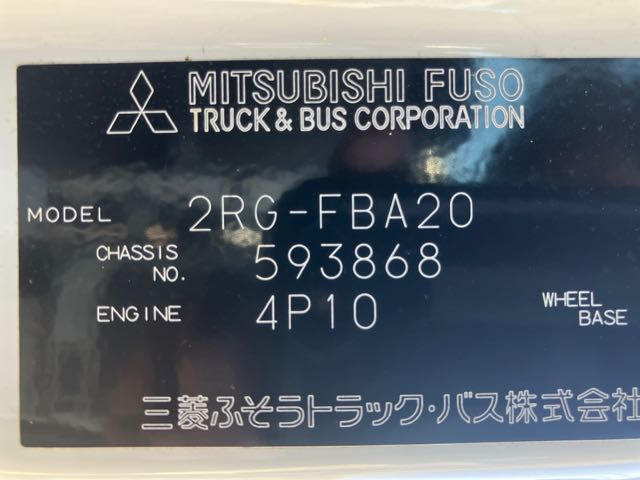 MITSUBISHI FUSO
TRUCK & BUS CORPORATION
MODEL 2RG-FBA20
CHASSIS NO. 593868
ENGINE 4P10 WHEEL BASE
三菱ふそうトラック・バス株式会社